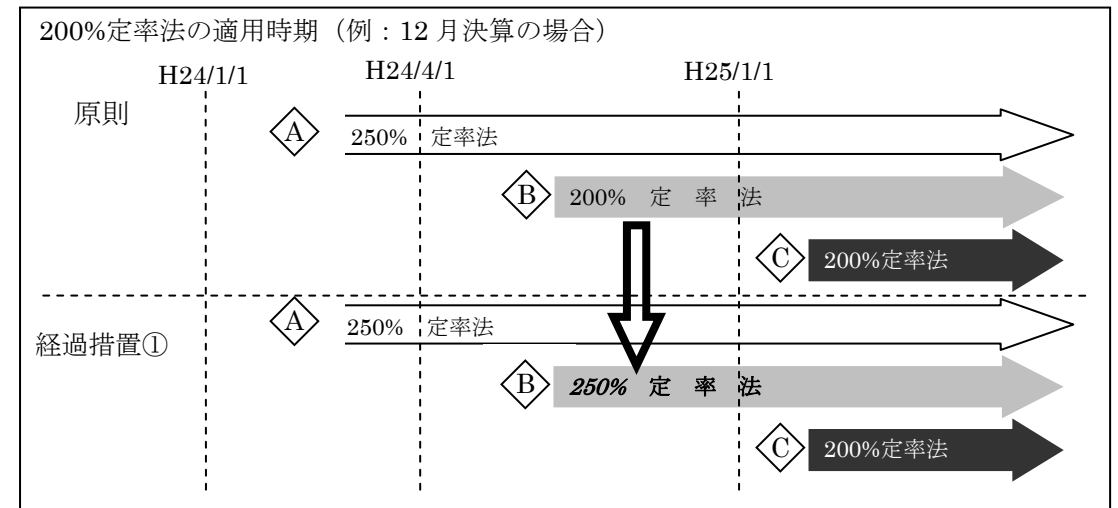 200%定率法の適用時期（例：12月決算の場合）
H24/1/1 H24/4/1 H25/1/1
原則
A 250% 定率法
B 200% 定 率 法
C 200%定率法
A 250% 定率法
経過措置①
B 250% 定 率 法
C 200%定率法